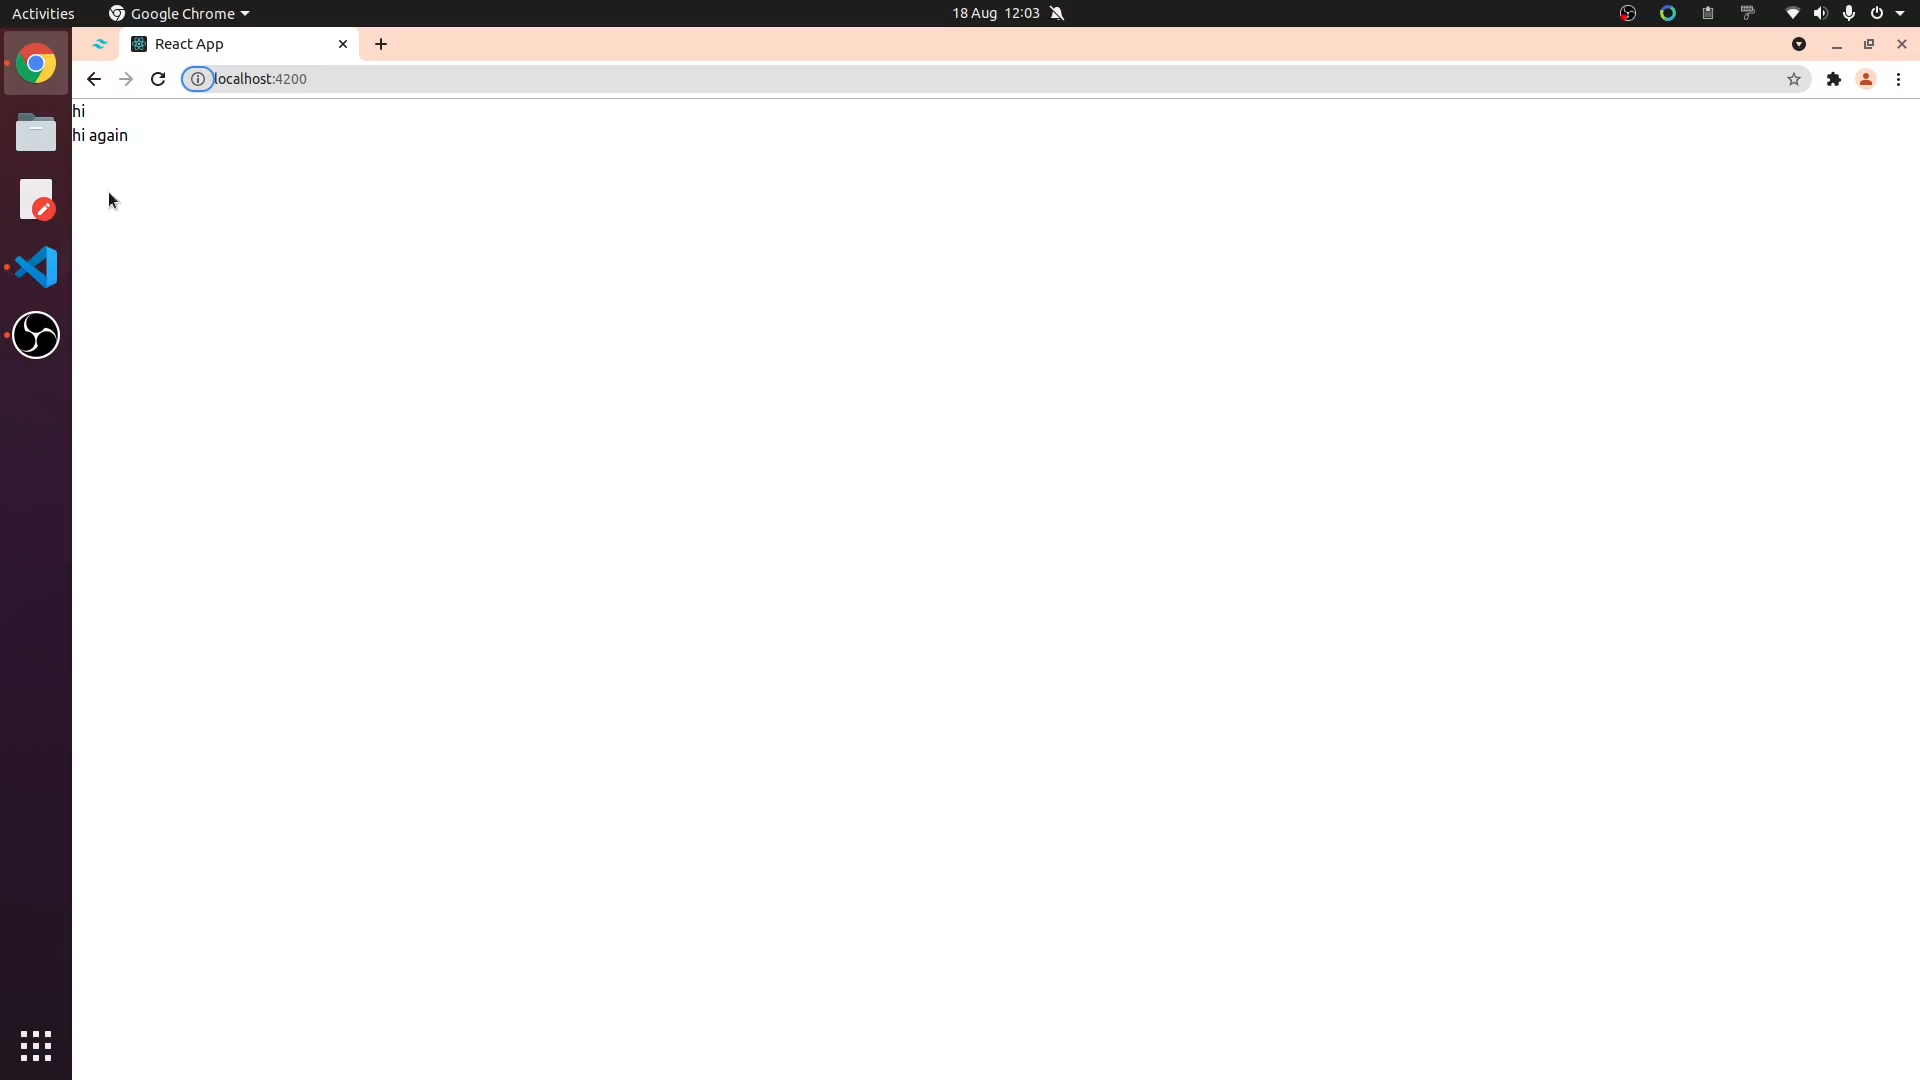 Activities
Google Chrome
18 Aug 12:03
React App
localhost:4200
hi
hi again